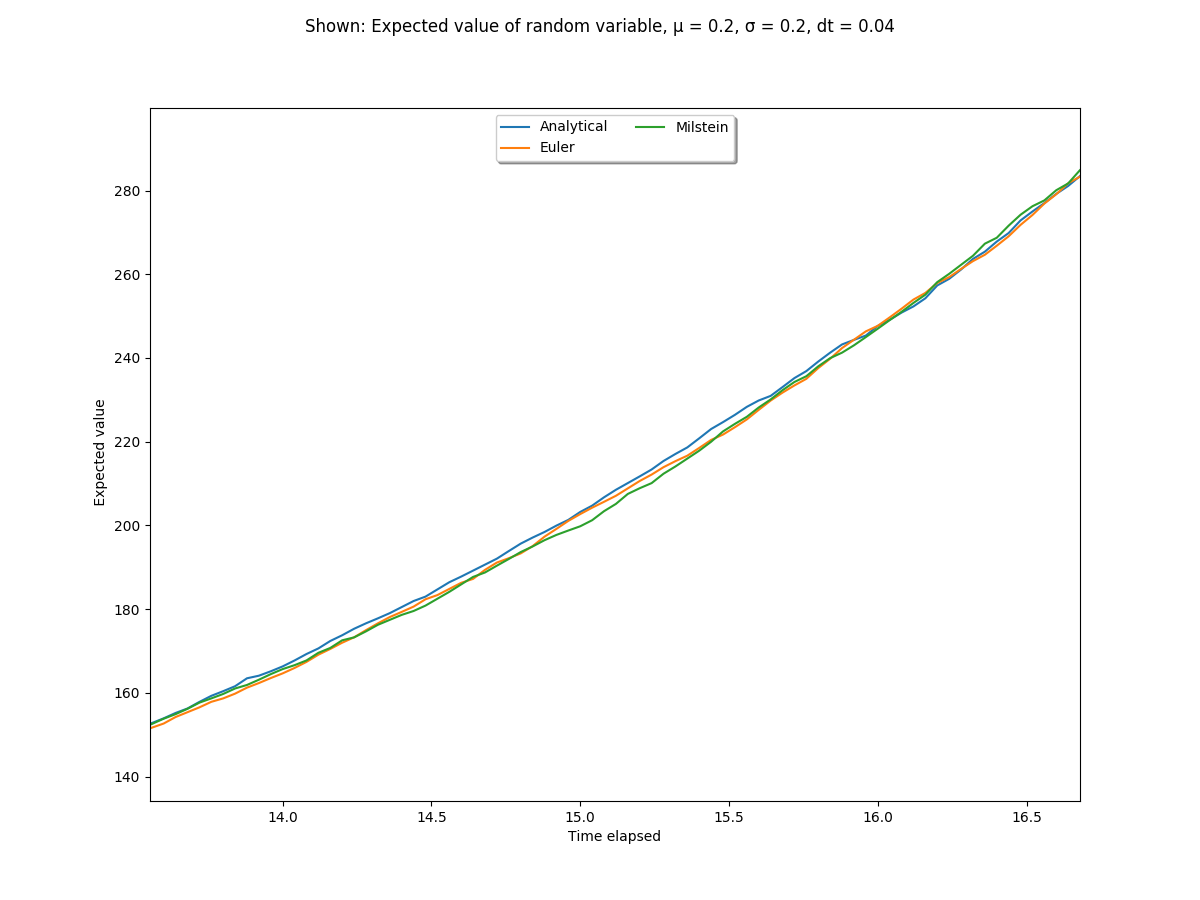 Shown: Expected value of random variable, μ = 0.2, σ = 0.2, dt = 0.04
Analytical
Euler
Milstein
280
260
240
220
200
180
160
140
Expected value
14.0
14.5
15.0
15.5
16.0
16.5
Time elapsed